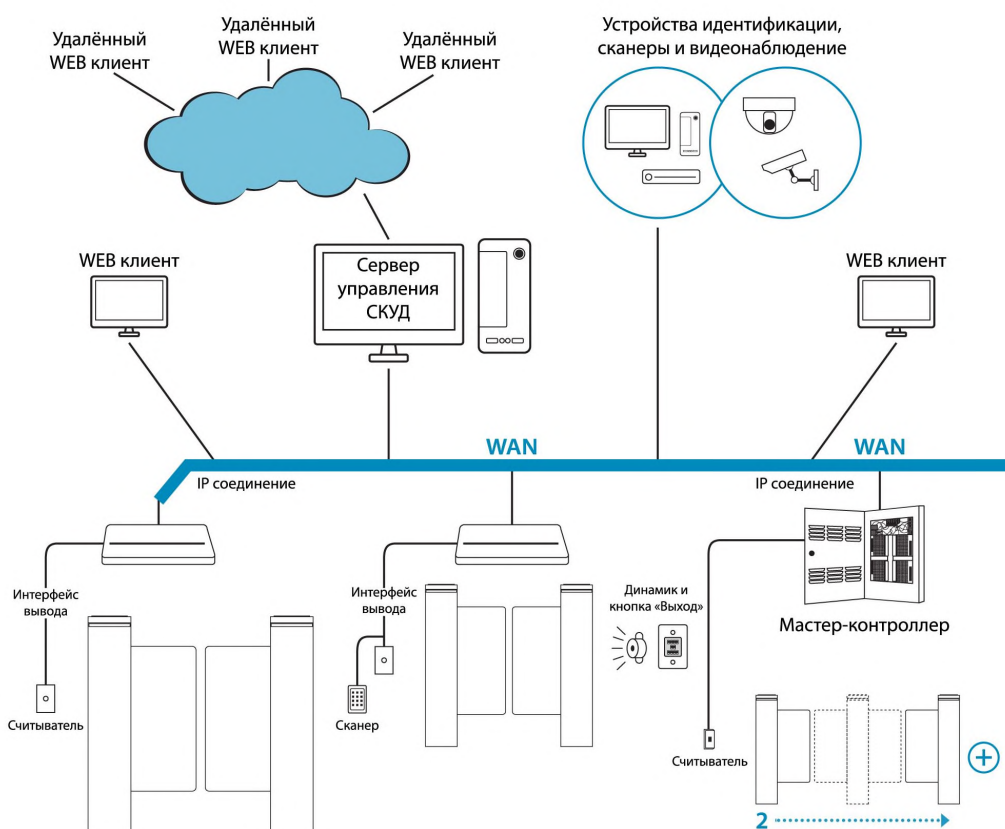 Удалённый
WEB клиент
Удалённый
WEB клиент
Удалённый
WEB клиент
Устройства идентификации,
сканеры и видеонаблюдение
WEB клиент
Сервер
управления
СКУД
WEB клиент
WAN
WAN
IP соединение
IP соединение
Интерфейс
вывода
Интерфейс
вывода
Динамик и
кнопка «Выход»
Мастер-контроллер
Считыватель
Сканер
Считыватель
2